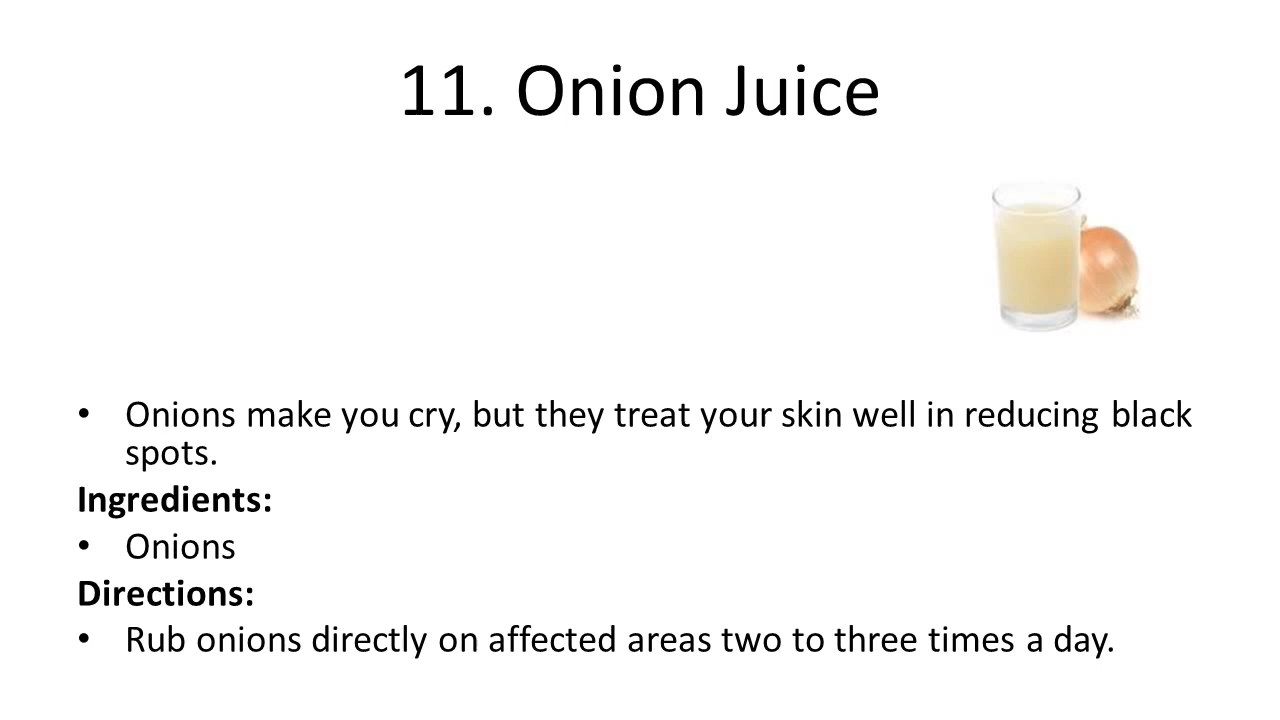 11. Onion Juice
• Onions make you cry, but they treat your skin well in reducing black
spots.
Ingredients:
• Onions
Directions:
• Rub onions directly on affected areas two to three times a day.